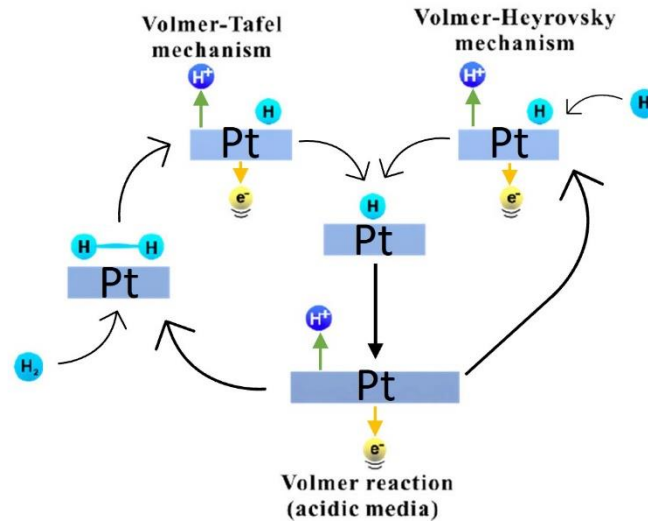 Volmer-Tafel
mechanism
Volmer-Heyrovsky
mechanism
H+
H
Pt
e-
H+
H
H
Pt
e-
H
Pt
H H
Pt
H₂
H+
Pt
e-
Volmer reaction
(acidic media)